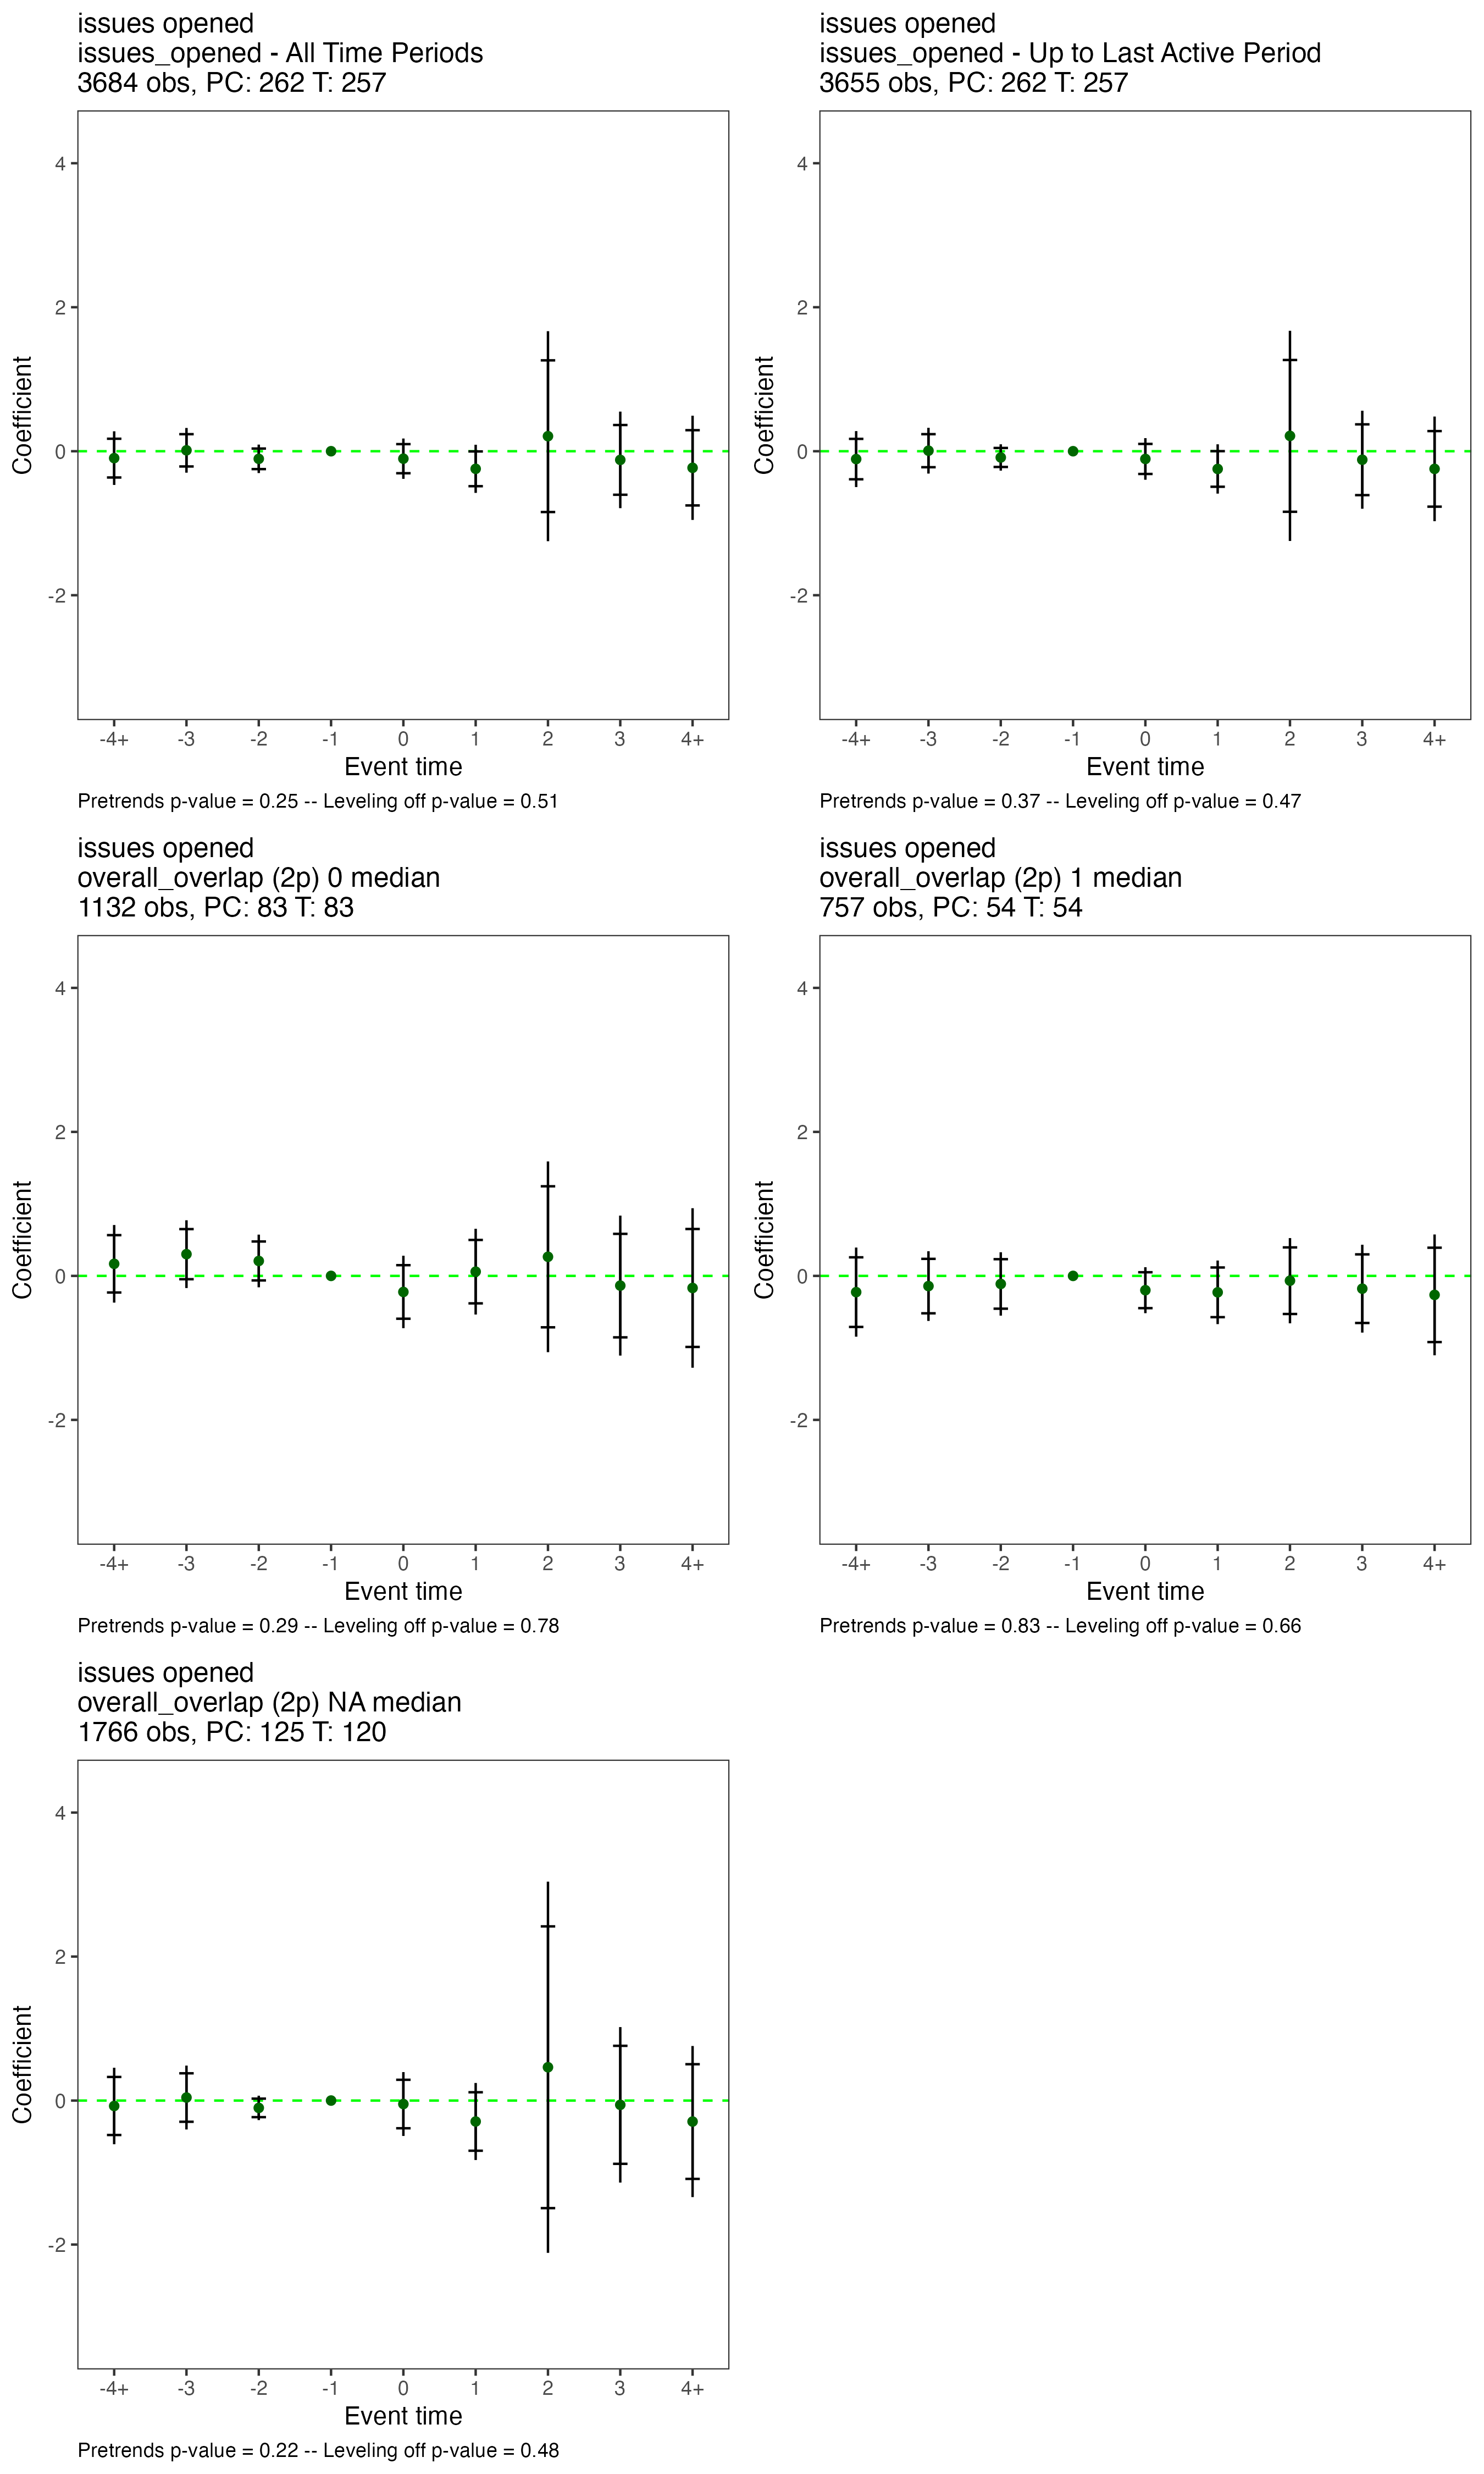 issues opened
issues_opened - All Time Periods
3684 obs, PC: 262 T: 257
4
2
0
-2
Coefficient
-4+ -3 -2 -1 0 1 2 3 4+
Event time
Pretrends p-value = 0.25 -- Leveling off p-value = 0.51
issues opened
issues_opened - Up to Last Active Period
3655 obs, PC: 262 T: 257
4
2
0
-2
Coefficient
-4+ -3 -2 -1 0 1 2 3 4+
Event time
Pretrends p-value = 0.37 -- Leveling off p-value = 0.47
issues opened
overall_overlap (2p) 0 median
1132 obs, PC: 83 T: 83
4
2
0
-2
Coefficient
-4+ -3 -2 -1 0 1 2 3 4+
Event time
Pretrends p-value = 0.29 -- Leveling off p-value = 0.78
issues opened
overall_overlap (2p) 1 median
757 obs, PC: 54 T: 54
4
2
0
-2
Coefficient
-4+ -3 -2 -1 0 1 2 3 4+
Event time
Pretrends p-value = 0.83 -- Leveling off p-value = 0.66
issues opened
overall_overlap (2p) NA median
1766 obs, PC: 125 T: 120
4
2
0
-2
Coefficient
-4+ -3 -2 -1 0 1 2 3 4+
Event time
Pretrends p-value = 0.22 -- Leveling off p-value = 0.48